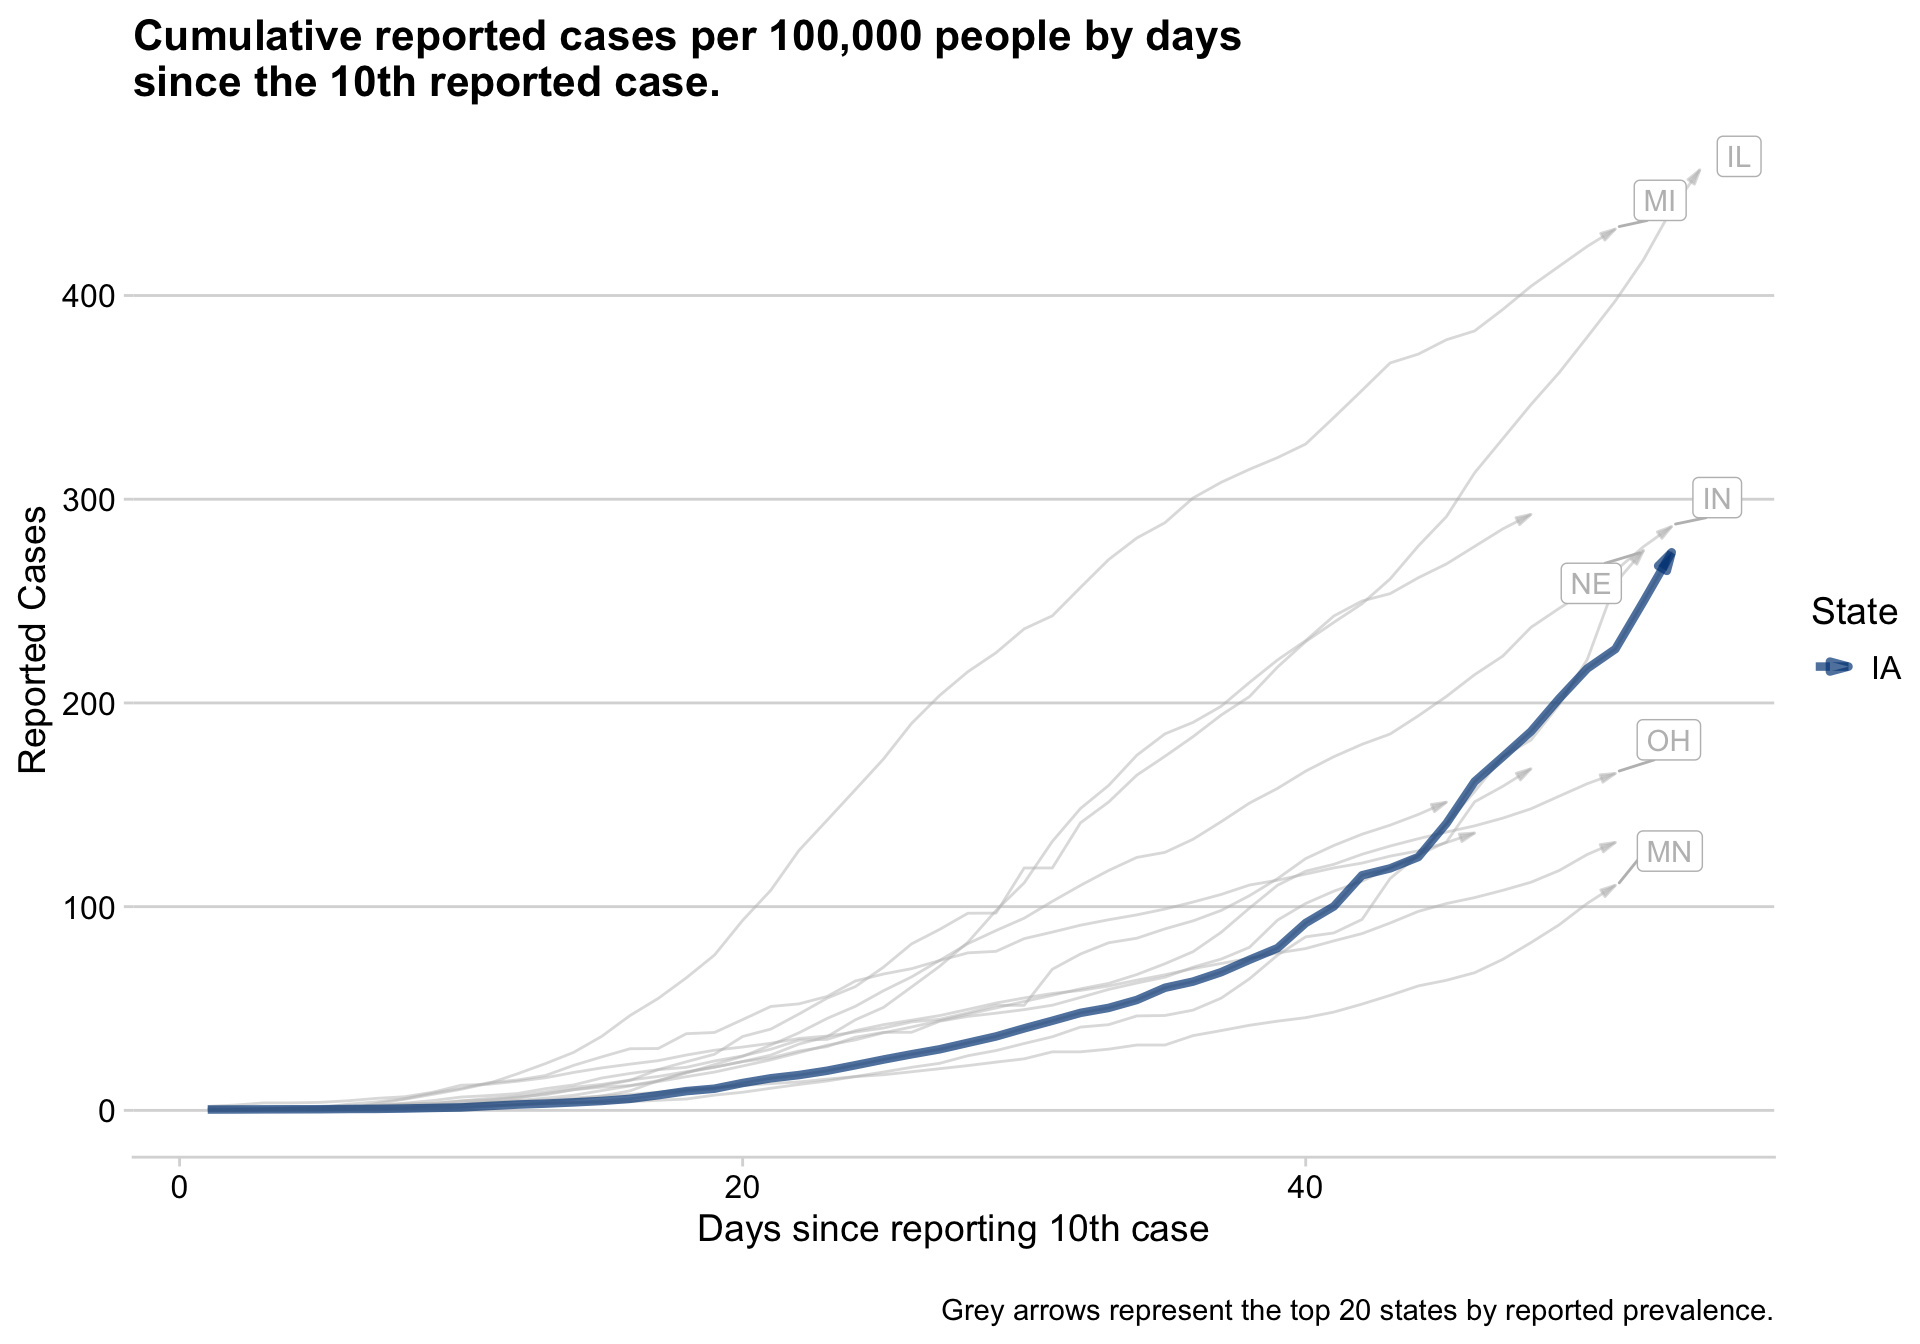 Cumulative reported cases per 100,000 people by days
since the 10th reported case.
IL
MI
400
300
IN
NE
Reported Cases
State
IA
200
OH
MN
100
0
0 20 40
Days since reporting 10th case
Grey arrows represent the top 20 states by reported prevalence.